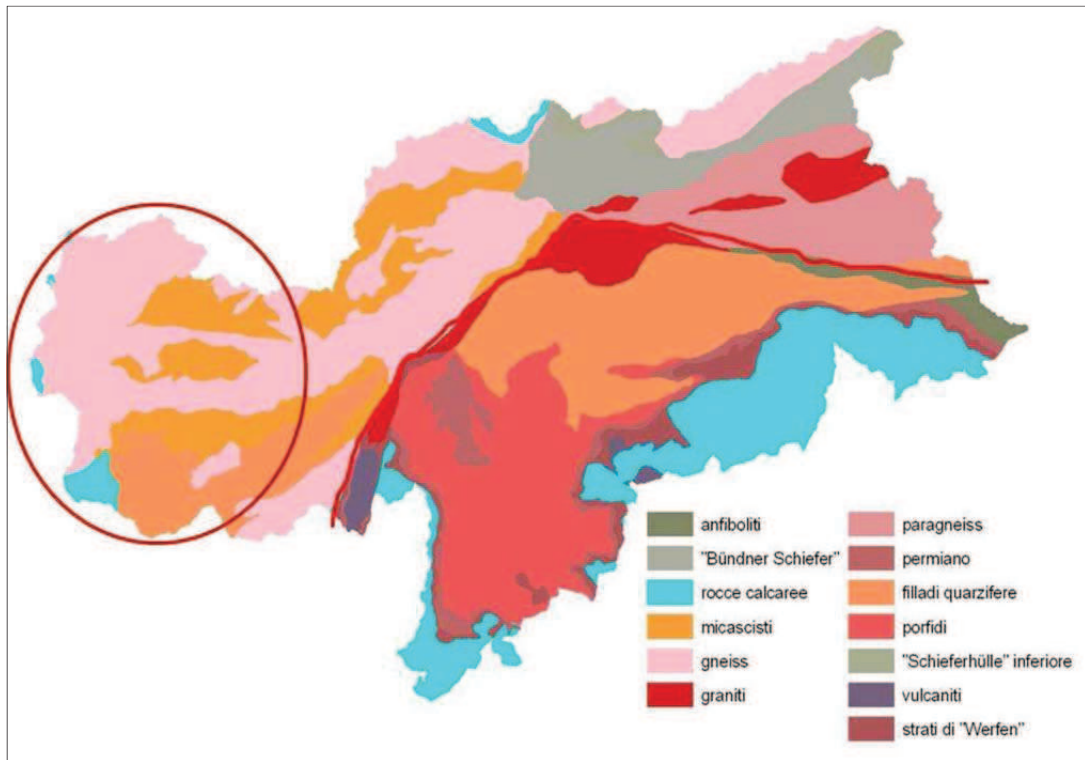 anfiboliti
"Bündner Schiefer"
rocce calcaree
micascisti
gneiss
graniti
paragneiss
permiano
filladi quarzifere
porfidi
"Schieferhülle" inferiore
vulcaniti
strati di "Werfen"